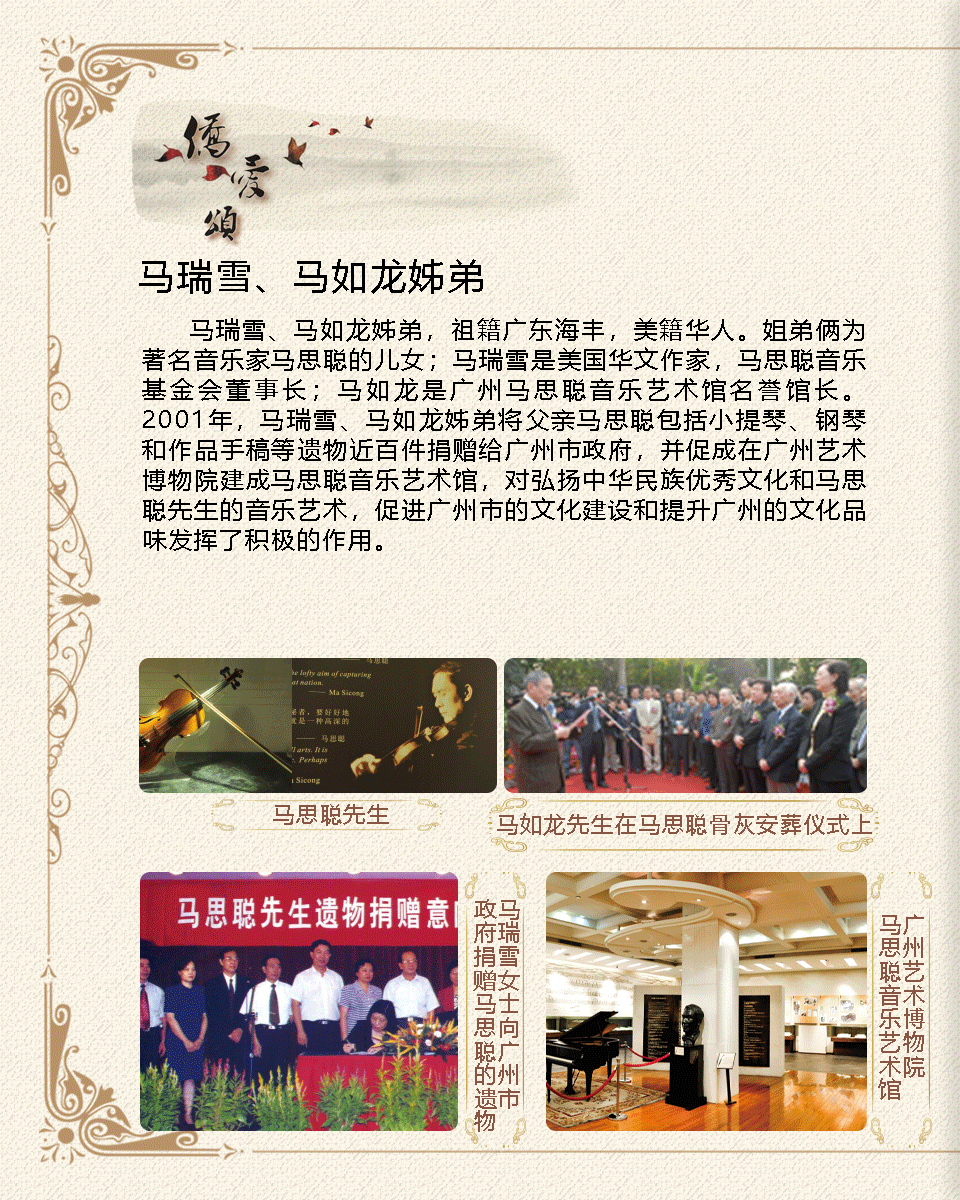 僑
愛
頌
马瑞雪、马如龙姊弟
马瑞雪、马如龙姊弟，祖籍广东海丰，美籍华人。姐弟俩为
著名音乐家马思聪的儿女；马瑞雪是美国华文作家，马思聪音乐
基金会董事长；马如龙是广州马思聪音乐艺术馆名誉馆长。
2001年，马瑞雪、马如龙姊弟将父亲马思聪包括小提琴、钢琴
和作品手稿等遗物近百件捐赠给广州市政府，并促成在广州艺术
博物院建成马思聪音乐艺术馆，对弘扬中华民族优秀文化和马思
聪先生的音乐艺术，促进广州市的文化建设和提升广州的文化品
味发挥了积极的作用。
—— 马思聪
he lofty aim of capturing
at nation.
—— Ma Sicong
者，要好好地
就是一种高深的
—— 马思聪
l arts. It is
Perhaps
Sicong
马思聪先生
马如龙先生在马思聪骨灰安葬仪式上
马思聪先生遗物捐赠意
马瑞雪女士向广州市
政府捐赠马思聪的遗物
广州艺术博物院
马思聪音乐艺术馆